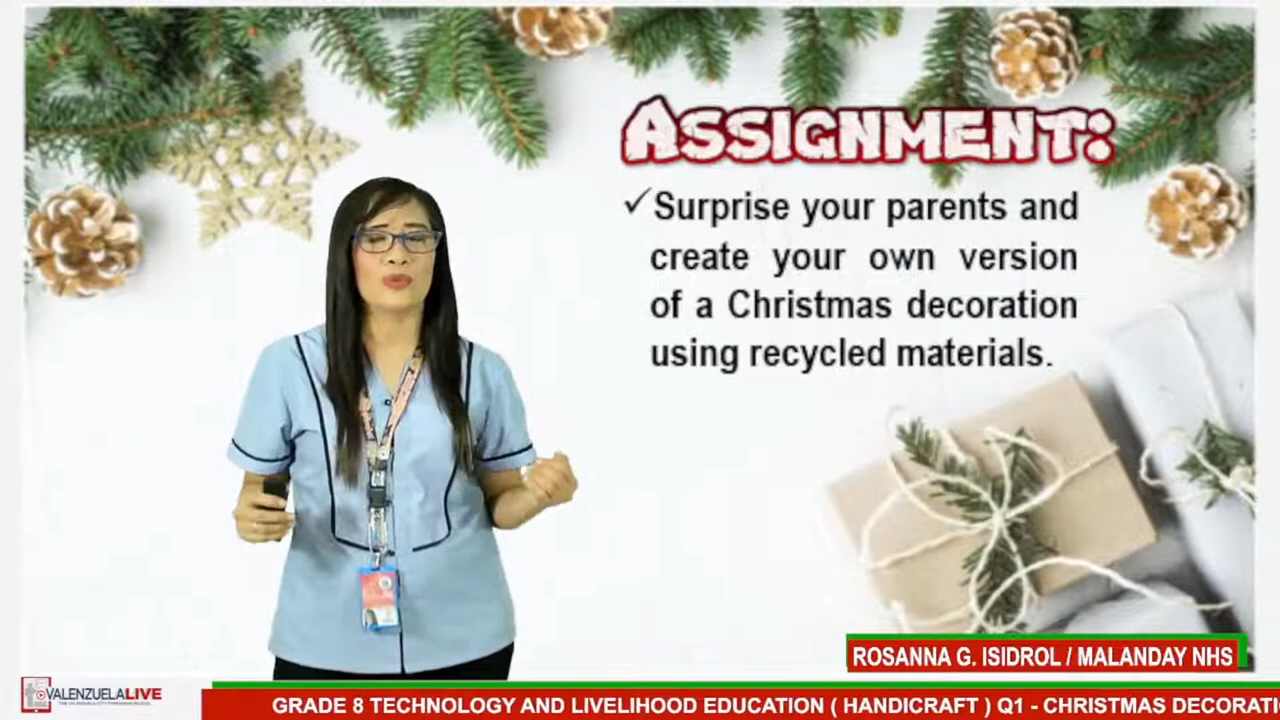 ASSIGNMENT:
✓Surprise your parents and
create your own version
of a Christmas decoration
using recycled materials.
ROSANNA G. ISIDROL / MALANDAY NHS
VALENZUELALIVE
GRADE 8 TECHNOLOGY AND LIVELIHOOD EDUCATION ( HANDICRAFT ) Q1 - CHRISTMAS DECORATI